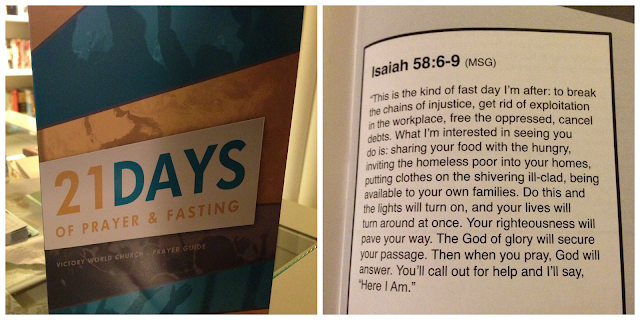 21DAYS
OF PRAYER & FASTING
VICTORY WORLD CHURCH - PRAYER GUIDE
Isaiah 58:6-9 (MSG)
"This is the kind of fast day I'm after: to break
the chains of injustice, get rid of exploitation
in the workplace, free the oppressed, cancel
debts. What I'm interested in seeing you
do is: sharing your food with the hungry,
inviting the homeless poor into your homes,
putting clothes on the shivering ill-clad, being
available to your own families. Do this and
the lights will turn on, and your lives will
turn around at once. Your righteousness will
pave your way. The God of glory will secure
your passage. Then when you pray, God will
answer. You'll call out for help and I'll say,
"Here I Am."